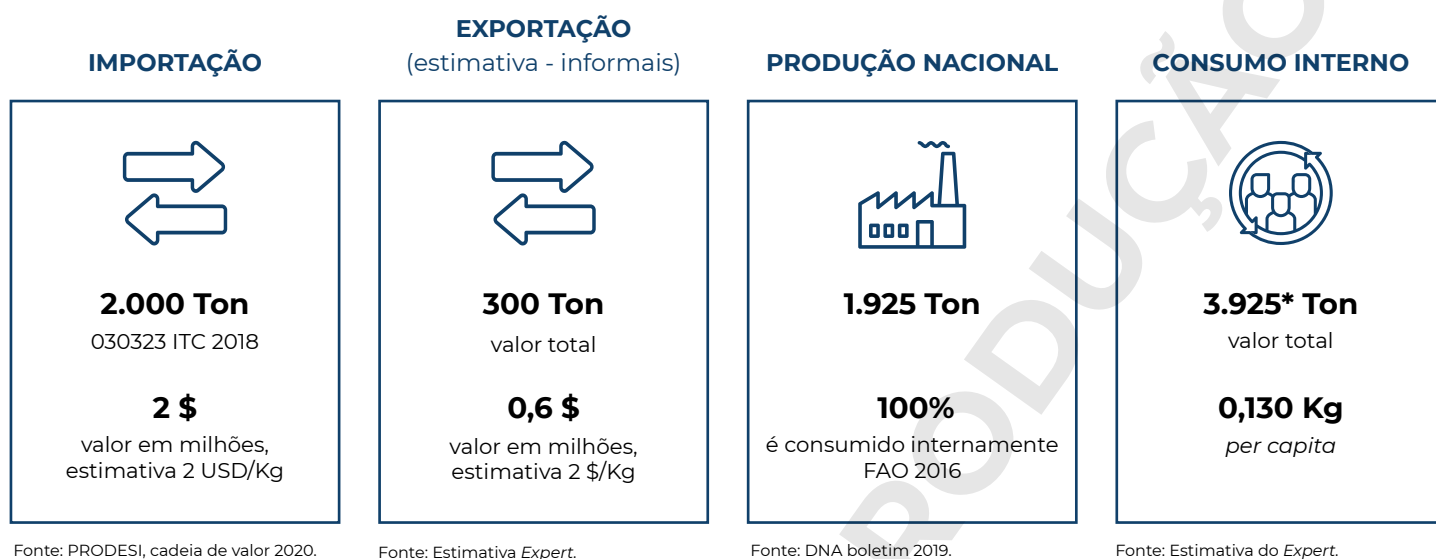 IMPORTAÇÃO
2.000 Ton
030323 ITC 2018
2 $
valor em milhões,
estimativa 2 USD/Kg
Fonte: PRODESI, cadeia de valor 2020.
EXPORTAÇÃO
(estimativa - informais)
300 Ton
valor total
0,6 $
valor em milhões,
estimativa 2 $/Kg
Fonte: Estimativa Expert.
PRODUÇÃO NACIONAL
1.925 Ton
100%
é consumido internamente
FAO 2016
Fonte: DNA boletim 2019.
CONSUMO INTERNO
3.925* Ton
valor total
0,130 Kg
per capita
Fonte: Estimativa do Expert.
RODUÇÃO